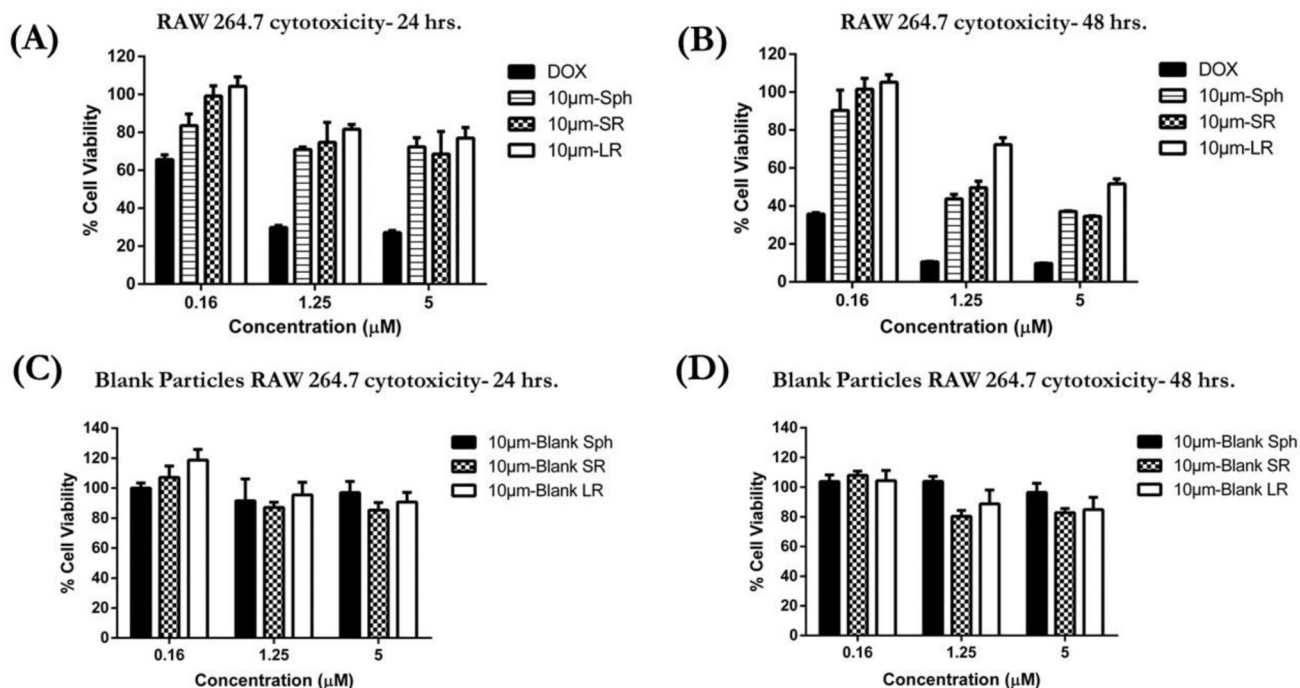 (A)
RAW 264.7 cytotoxicity- 24 hrs.
% Cell Viability
120
100
80
60
40
20
0
0.16
1.25
5
Concentration (µM)
DOX
10µm-Sph
10µm-SR
10µm-LR
(B)
RAW 264.7 cytotoxicity- 48 hrs.
% Cell Viability
120
100
80
60
40
20
0
0.16
1.25
5
Concentration (µM)
DOX
10µm-Sph
10µm-SR
10µm-LR
(C)
Blank Particles RAW 264.7 cytotoxicity- 24 hrs.
% Cell Viability
140
120
100
80
60
40
20
0
0.16
1.25
5
Concentration (µM)
10µm-Blank Sph
10µm-Blank SR
10µm-Blank LR
(D)
Blank Particles RAW 264.7 cytotoxicity- 48 hrs.
% Cell Viability
140
120
100
80
60
40
20
0
0.16
1.25
5
Concentration (µM)
10µm-Blank Sph
10µm-Blank SR
10µm-Blank LR